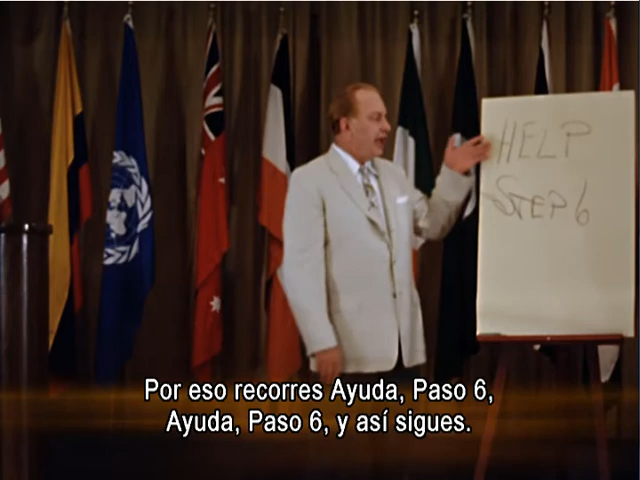 HELP
STEP 6
Por eso recorres Ayuda, Paso 6,
Ayuda, Paso 6, y así sigues.